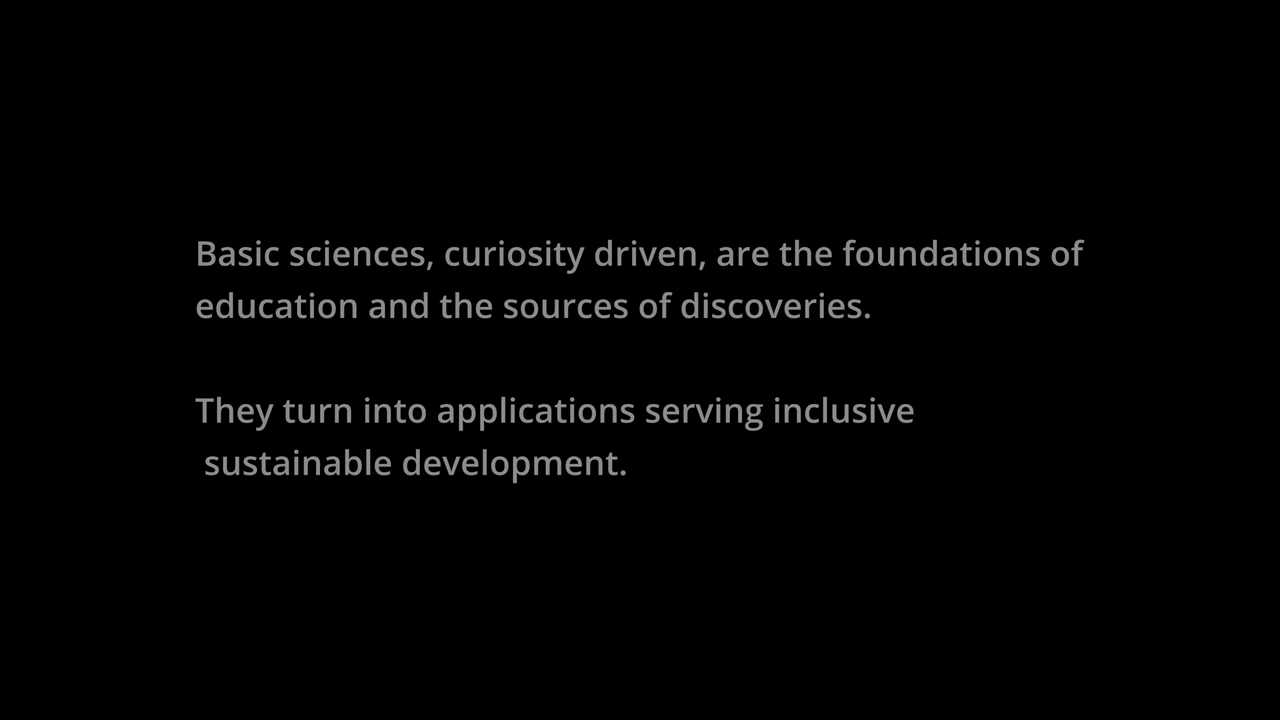 Basic sciences, curiosity driven, are the foundations of
education and the sources of discoveries.
They turn into applications serving inclusive
sustainable development.